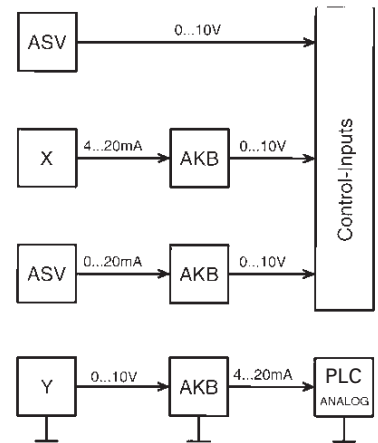 ASV
0...10V
X
4...20mA
AKB
0...10V
Control-Inputs
ASV
0...20mA
AKB
0...10V
Y
0...10V
AKB
4...20mA
PLC
ANALOG